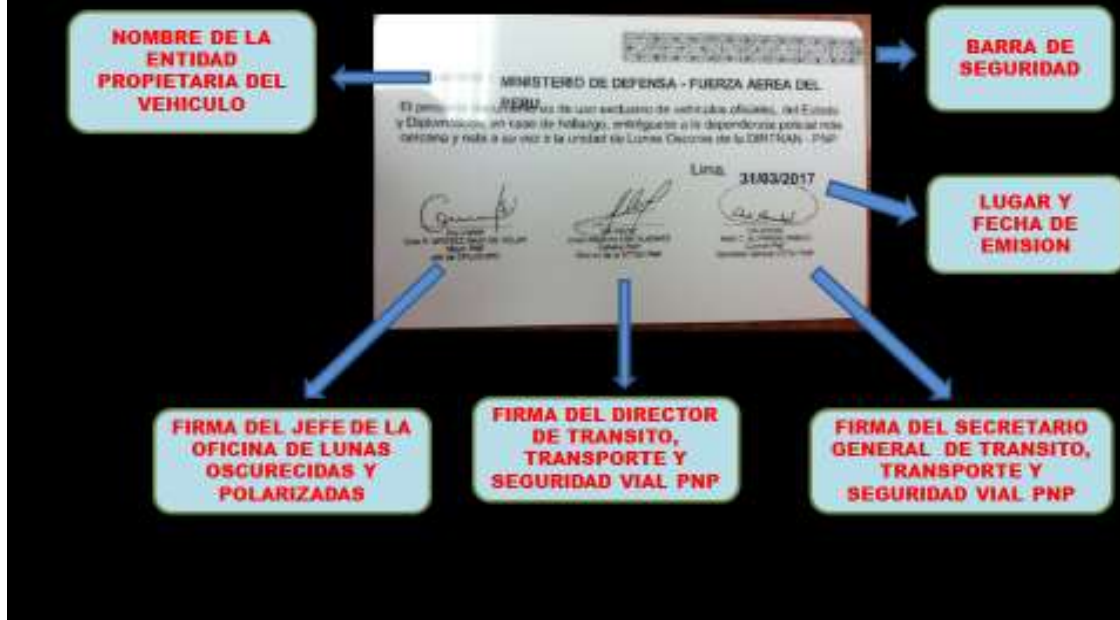 NOMBRE DE LA
ENTIDAD
PROPIETARIA DEL
VEHICULO
BARRA DE
SEGURIDAD
MINISTERIO DE DEFENSA - FUERZA AEREA DEL
PERU
El presente es de uso exclusivo de vehiculos oficiales, del Estado
y Diplomaticos, en caso de hallazgo, entréguese a la dependencia policial más
cercana y esta a su vez a la unidad de Lunas Oscuras de la DIRTRAN - PNP
Lima, 31/03/2017
LUGAR Y
FECHA DE
EMISION
FIRMA DEL JEFE DE LA
OFICINA DE LUNAS
OSCURECIDAS Y
POLARIZADAS
FIRMA DEL DIRECTOR
DE TRANSITO,
TRANSPORTE Y
SEGURIDAD VIAL PNP
FIRMA DEL SECRETARIO
GENERAL DE TRANSITO,
TRANSPORTE Y
SEGURIDAD VIAL PNP